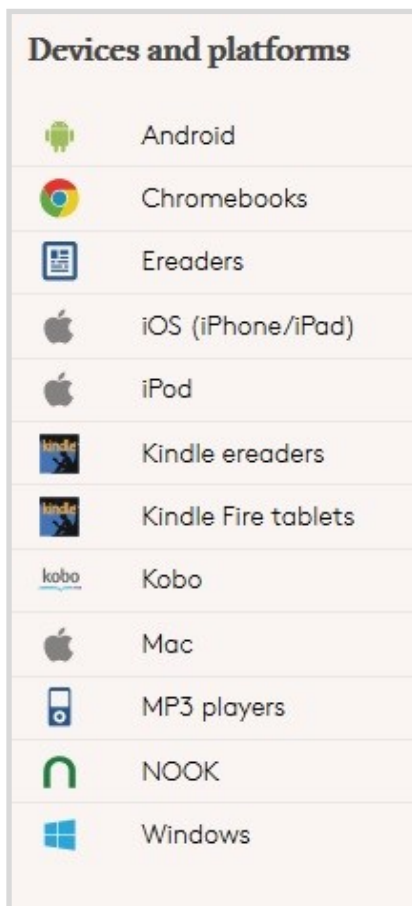 Devices and platforms
Android
Chromebooks
Ereaders
iOS (iPhone/iPad)
iPod
kindle
Kindle ereaders
kindle
Kindle Fire tablets
kobo
Kobo
Mac
MP3 players
NOOK
Windows